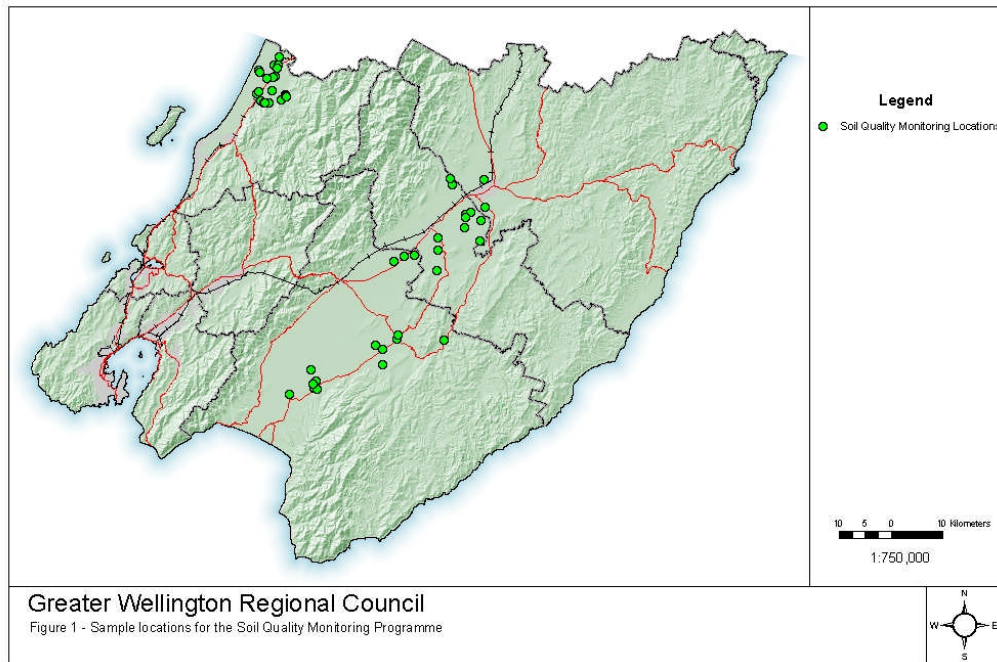 Legend
Soil Quality Monitoring Locations
10 5 0 10 Kilometers
1:750,000
Greater Wellington Regional Council
Figure 1 - Sample locations for the Soil Quality Monitoring Programme
N
W E
S